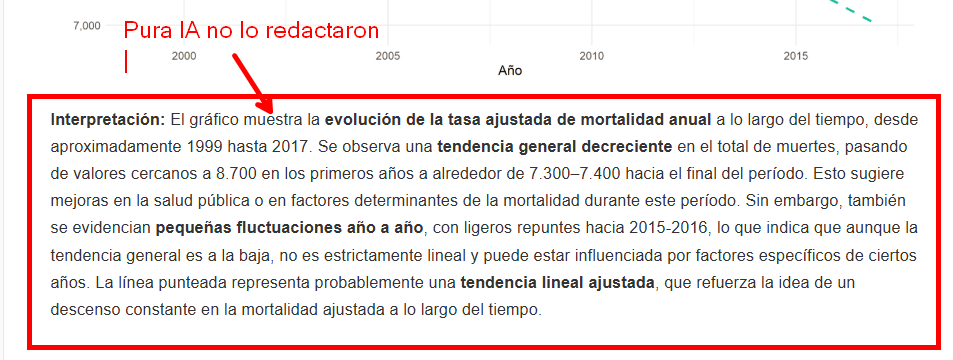 7,000
Pura IA no lo redactaron
2000 2005 2010 2015
Año
Interpretación: El gráfico muestra la evolución de la tasa ajustada de mortalidad anual a lo largo del tiempo, desde
aproximadamente 1999 hasta 2017. Se observa una tendencia general decreciente en el total de muertes, pasando
de valores cercanos a 8.700 en los primeros años a alrededor de 7.300–7.400 hacia el final del período. Esto sugiere
mejoras en la salud pública o en factores determinantes de la mortalidad durante este período. Sin embargo, también
se evidencian pequeñas fluctuaciones año a año, con ligeros repuntes hacia 2015-2016, lo que indica que aunque la
tendencia general es a la baja, no es estrictamente lineal y puede estar influenciada por factores específicos de ciertos
años. La línea punteada representa probablemente una tendencia lineal ajustada, que refuerza la idea de un
descenso constante en la mortalidad ajustada a lo largo del tiempo.